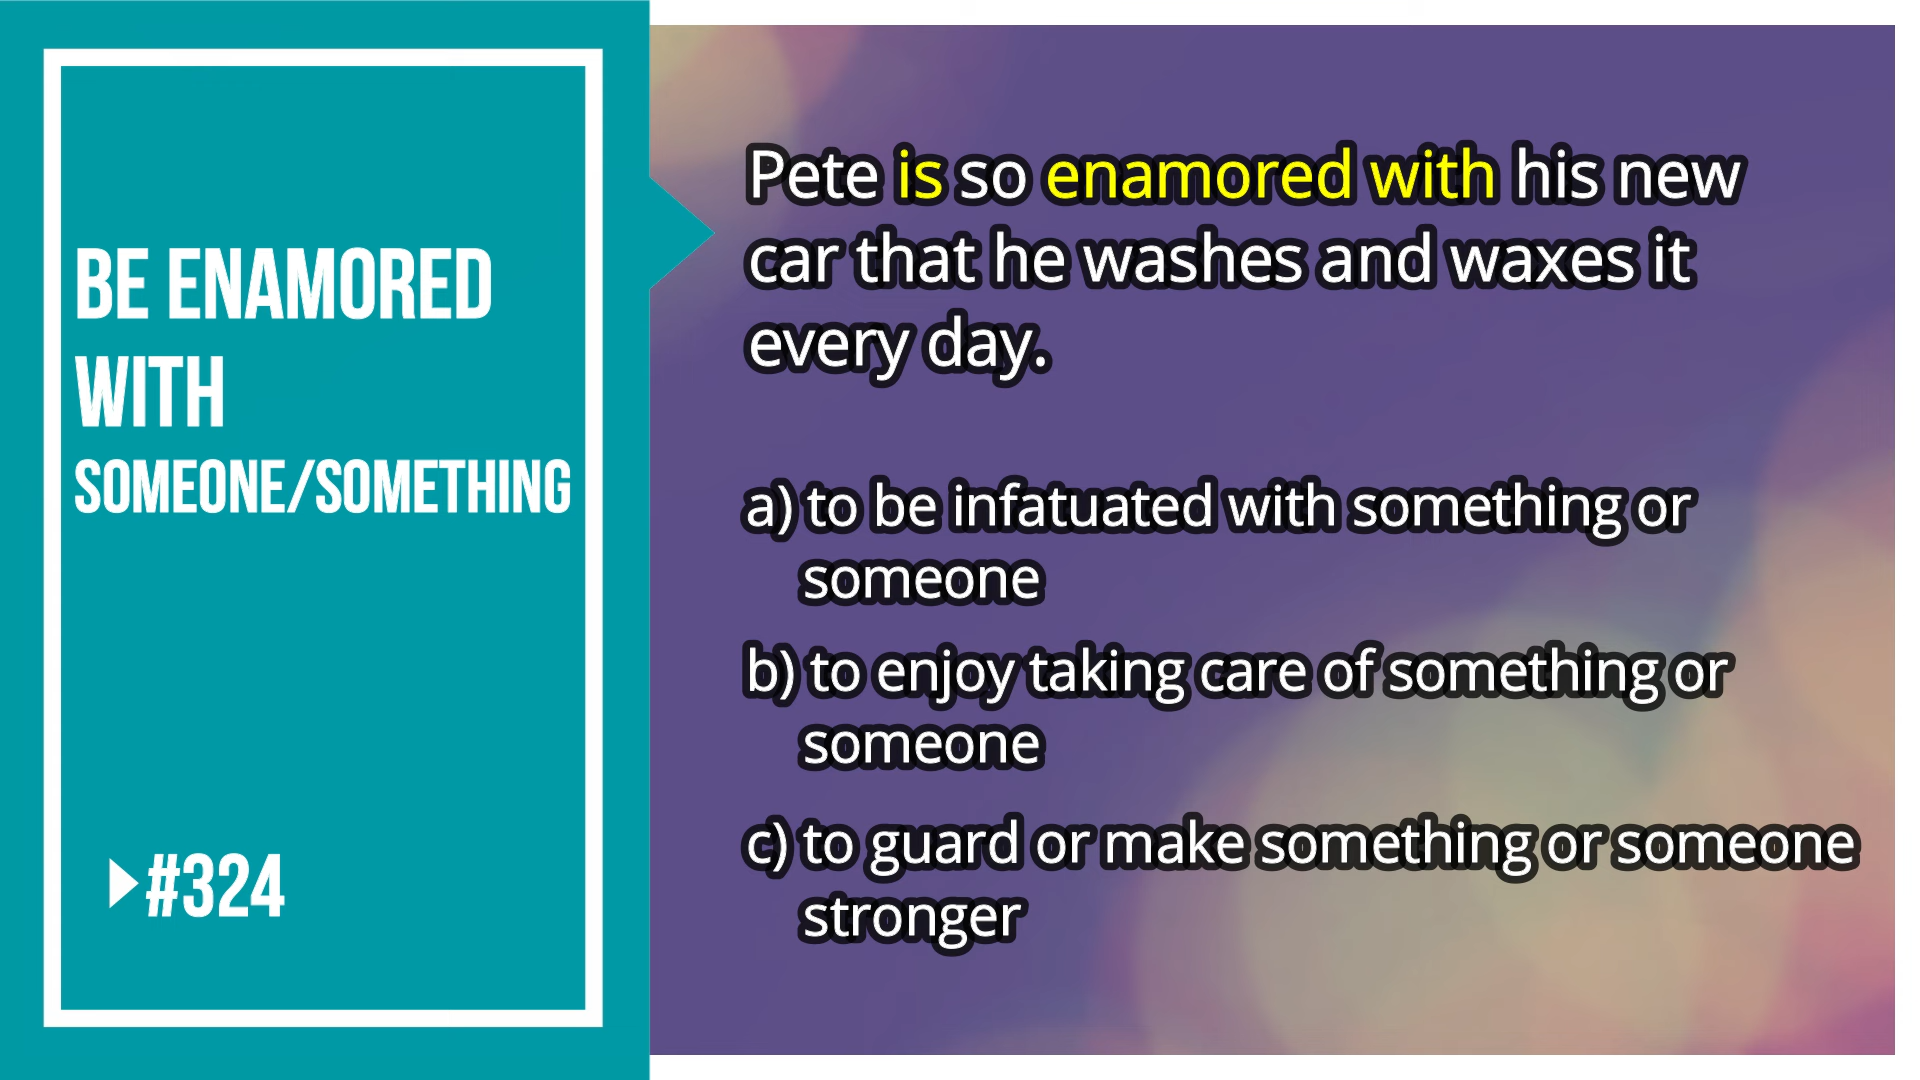 BE ENAMORED
WITH
SOMEONE/SOMETHING
#324
Pete is so enamored with his new
car that he washes and waxes it
every day.
a) to be infatuated with something or
someone
b) to enjoy taking care of something or
someone
c) to guard or make something or someone
stronger